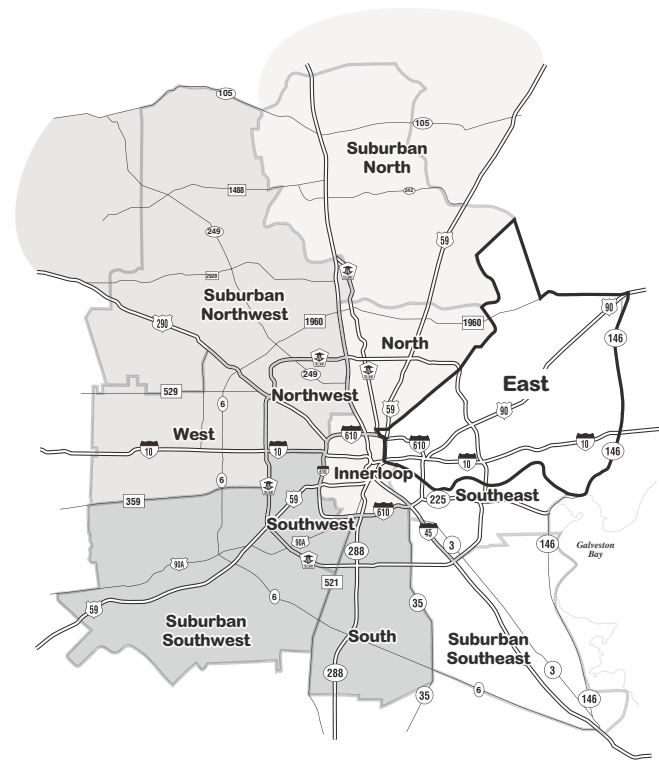 105
105
Suburban
North
1488
242
249
59
2920
Suburban
Northwest
90
290
1960
1960
146
North
249
East
529
Northwest
6
59
90
West
610
610
10
10
10
10
Innerloop
146
610
6
59
225
Southeast
359
610
Southwest
45
90A
288
3
146
Galveston
Bay
90A
521
6
35
59
Suburban
Southwest
South
Suburban
Southeast
288
3
35
6
146